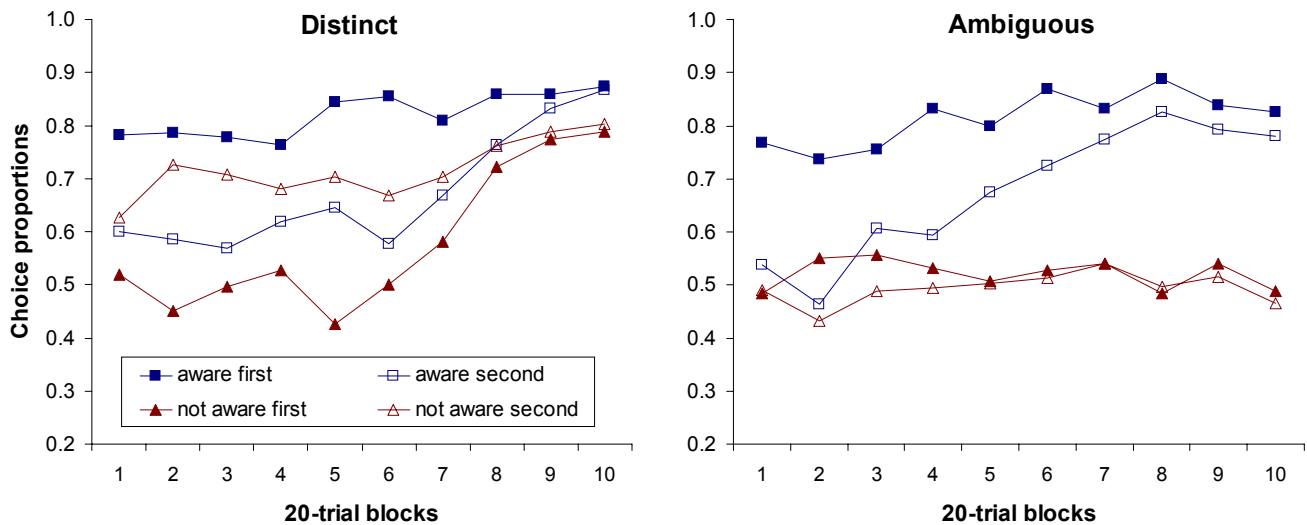 Distinct
Choice proportions
1.0
0.9
0.8
0.7
0.6
0.5
0.4
0.3
0.2
aware first
aware second
not aware first
not aware second
1 2 3 4 5 6 7 8 9 10
20-trial blocks
Ambiguous
1.0
0.9
0.8
0.7
0.6
0.5
0.4
0.3
0.2
1 2 3 4 5 6 7 8 9 10
20-trial blocks